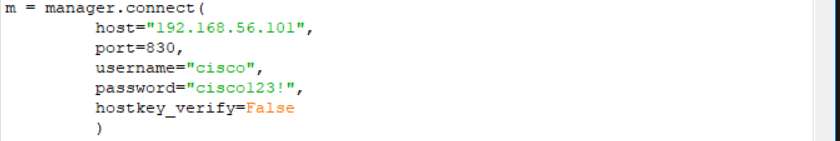 m = manager.connect(
host="192.168.56.101",
port=830,
username="cisco",
password="cisco123!",
hostkey_verify=False
)